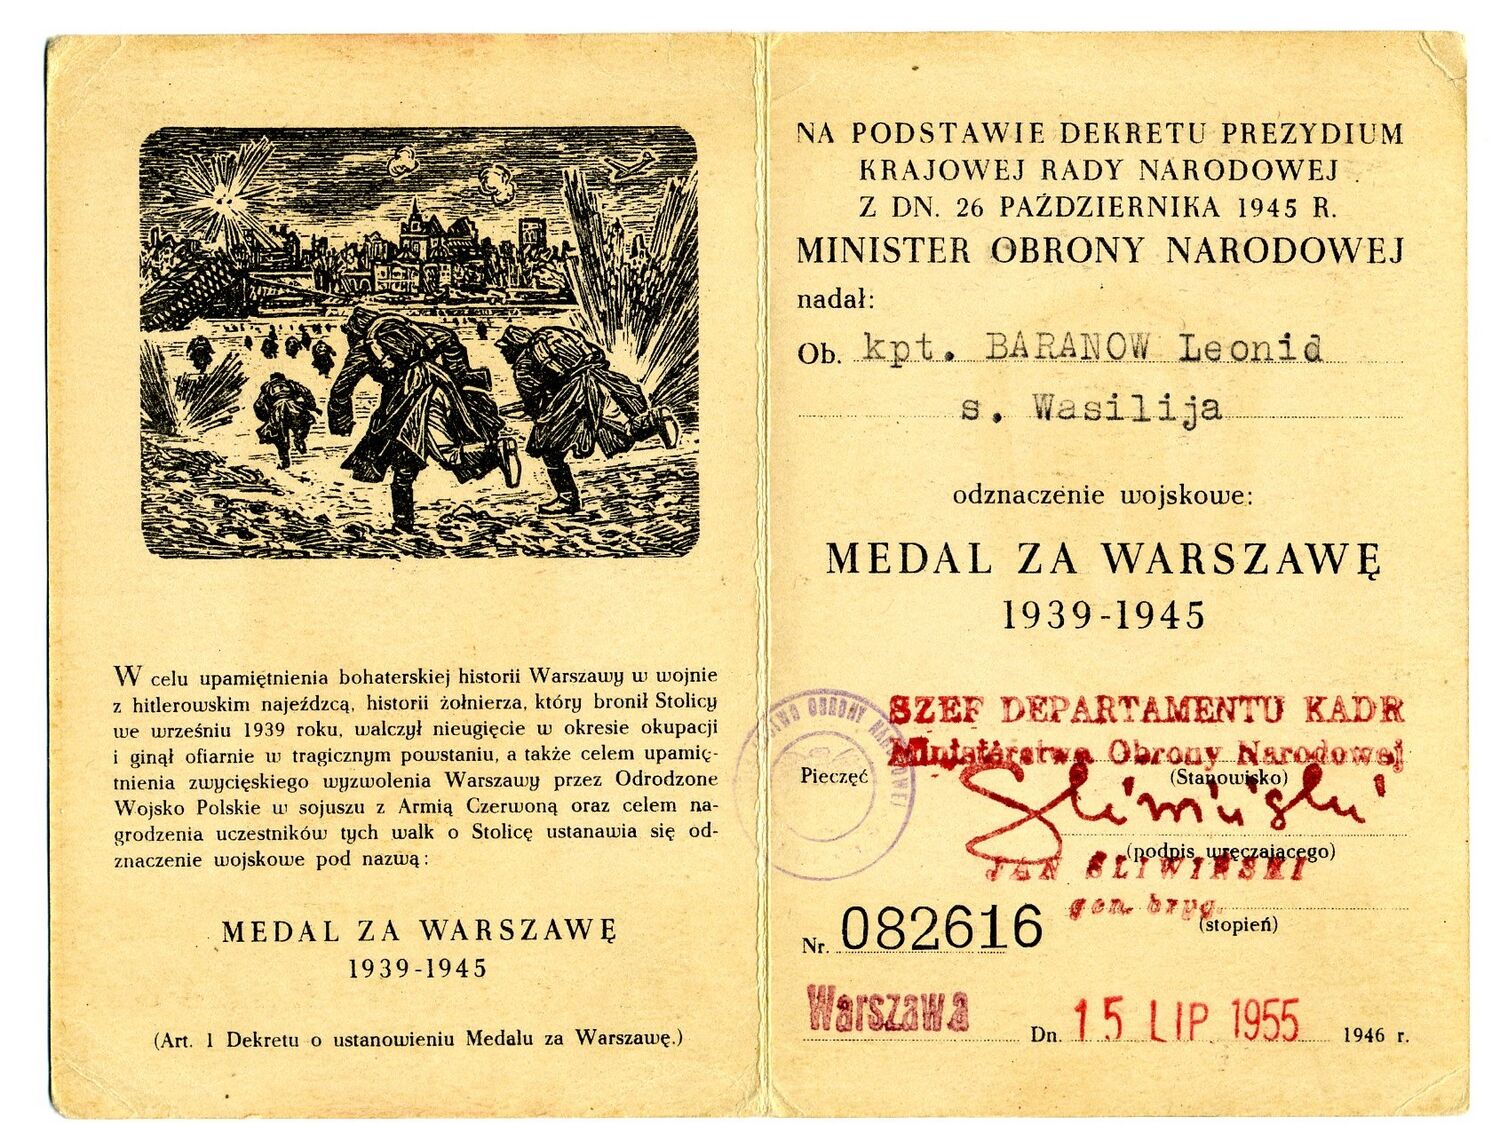 W celu upamiętnienia bohaterskiej historii Warszawy w wojnie
z hitlerowskim najeźdzcą, historii żołnierza, który bronił Stolicy
we wrześniu 1939 roku, walczył nieugięcie w okresie okupacji
i ginął ofiarnie w tragicznym powstaniu, a także celem upamię-
tnienia zwycięskiego wyzwolenia Warszawy przez Odrodzone
Wojsko Polskie w sojuszu z Armią Czerwoną oraz celem na-
grodzenia uczestników tych walk o Stolicę ustanawia się od-
znaczenie wojskowe pod nazwą:
MEDAL ZA WARSZAWĘ
1939-1945
(Art. 1 Dekretu o ustanowieniu Medalu za Warszawę.)
NA PODSTAWIE DEKRETU PREZYDIUM
KRAJOWEJ RADY NARODOWEJ
Z DN. 26 PAŹDZIERNIKA 1945 R.
MINISTER OBRONY NARODOWEJ
nadał:
Ob. kpt. BARANOW Leonid
s. Wasilija
odznaczenie wojskowe:
MEDAL ZA WARSZAWĘ
1939-1945
SZEF DEPARTAMENTU KADR
Ministerstwa Obrony Narodowej
Pieczęć (Stanowisko)
OBRONY NARODOWEJ
(podpis wręczającego)
JAN SLIWIŃSKI
gen. bryg.
(stopień)
Nr. 082616
Warszawa Dn. 15 LIP 1955 1946 r.